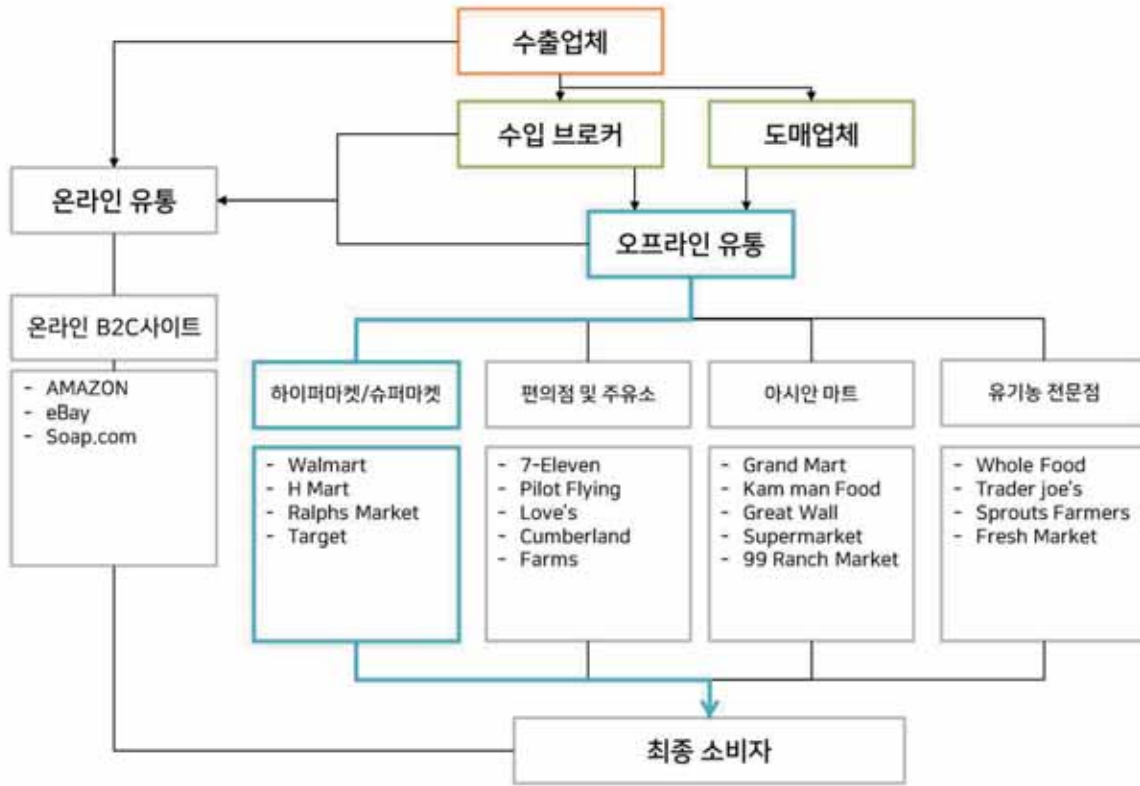 수출업체
수입 브로커
도매업체
온라인 유통
오프라인 유통
온라인 B2C사이트
- AMAZON
- eBay
- Soap.com
하이퍼마켓/슈퍼마켓
- Walmart
- H Mart
- Ralphs Market
- Target
편의점 및 주유소
- 7-Eleven
- Pilot Flying
- Love's
- Cumberland
- Farms
아시안 마트
- Grand Mart
- Kam man Food
- Great Wall
- Supermarket
- 99 Ranch Market
유기농 전문점
- Whole Food
- Trader joe's
- Sprouts Farmers
- Fresh Market
최종 소비자